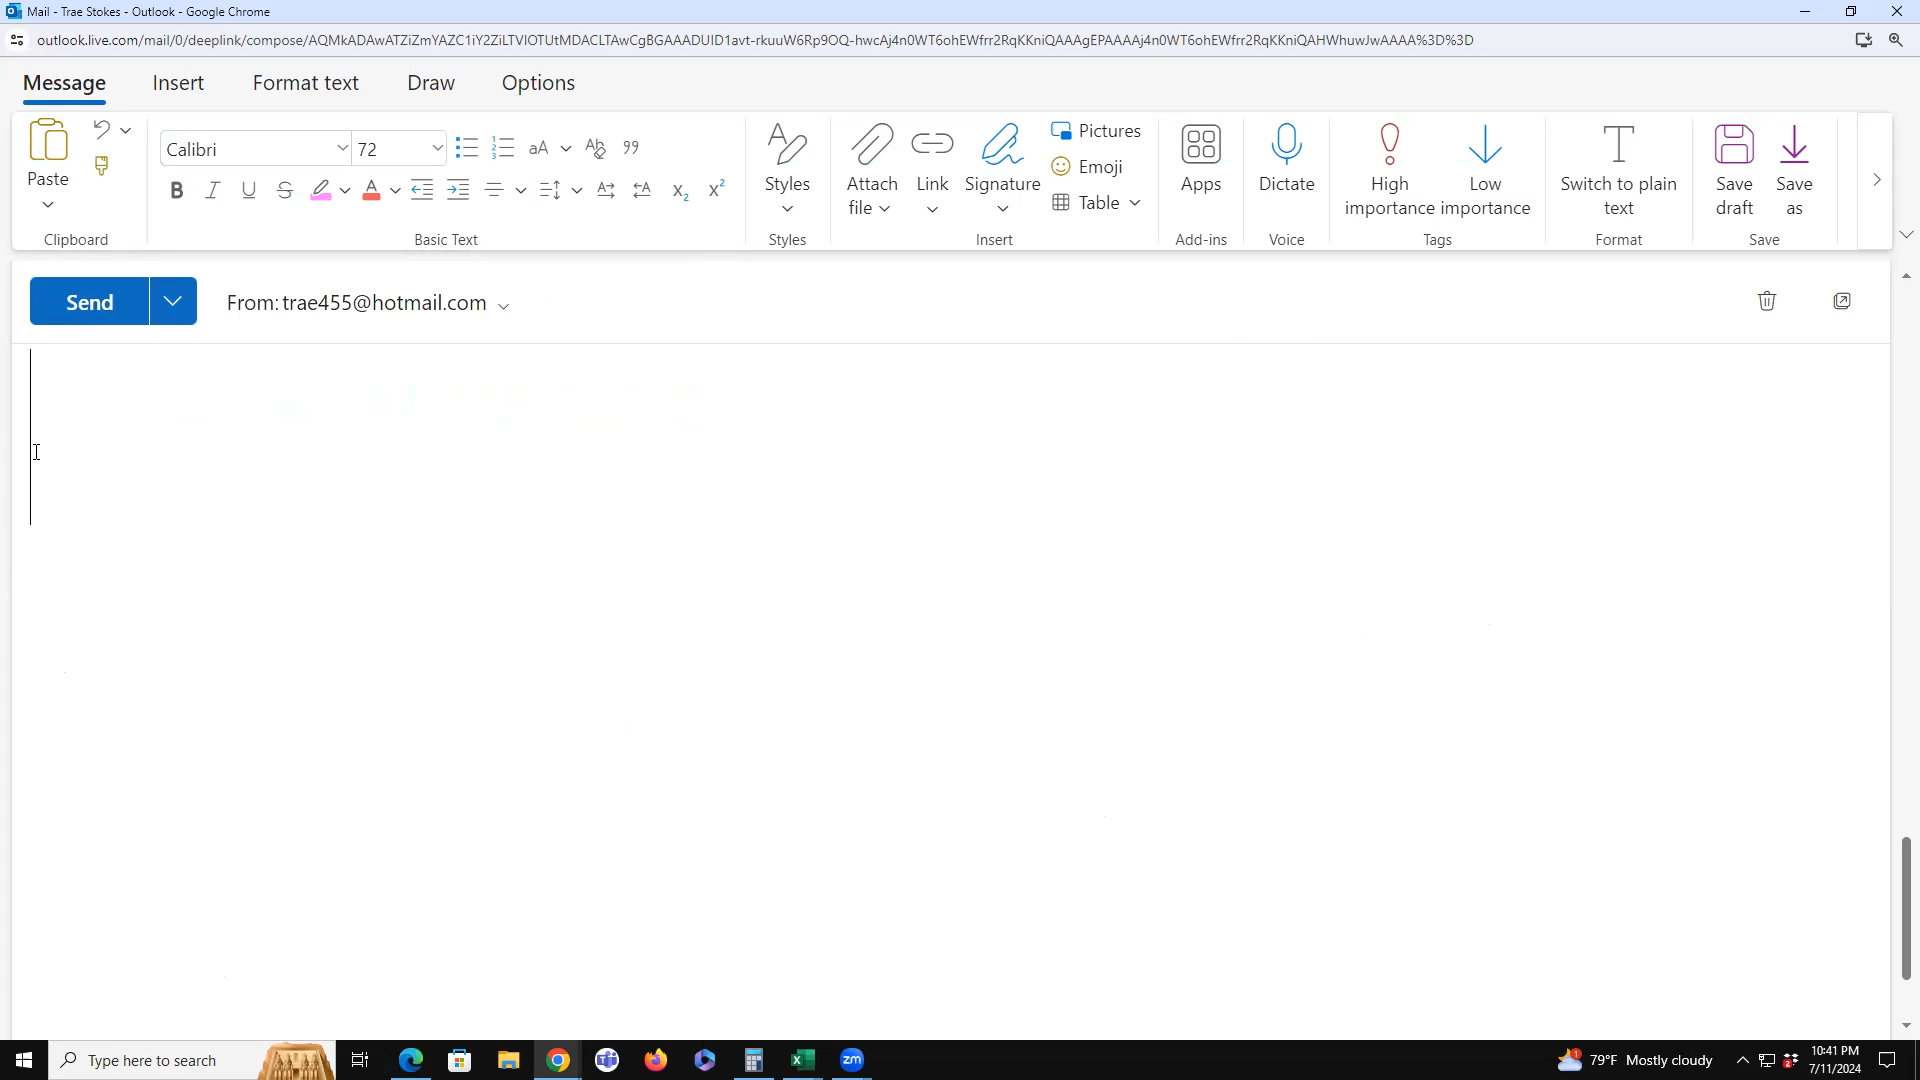 Mail - Trae Stokes - Outlook - Google Chrome
outlook.live.com/mail/0/deeplink/compose/AQMkADAwATZiZmYAZC1iY2ZiLTVlOTUtMDACLTAwCgBGAAADUID1avt-rkuuW6Rp9OQ-hwcAj4n0WT6ohEWfrr2RqKKniQAAAgEPAAAAj4n0WT6ohEWfrr2RqKKniQAHWhuwJwAAAA%3D%3D
Message Insert Format text Draw Options
Paste
Clipboard
Calibri 72
Basic Text
Styles
Styles
Attach file
Link
Signature
Pictures
Emoji
Table
Insert
Apps
Add-ins
Dictate
Voice
High importance
Low importance
Tags
Switch to plain text
Format
Save draft
Save as
Save
Send From: trae455@hotmail.com
Type here to search
79°F Mostly cloudy
10:41 PM
7/11/2024